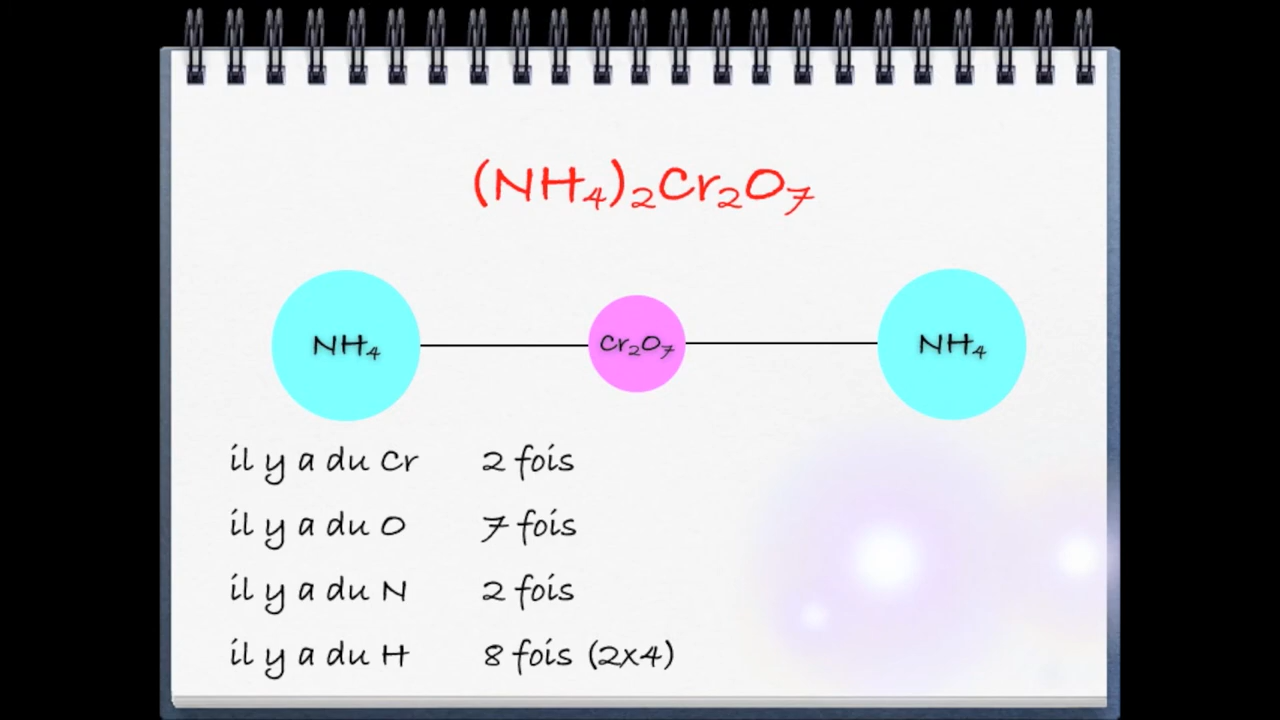 (NH₄)₂Cr₂O₇
NH₄ Cr₂O₇ NH₄
il y a du Cr 2 fois
il y a du O 7 fois
il y a du N 2 fois
il y a du H 8 fois (2x4)